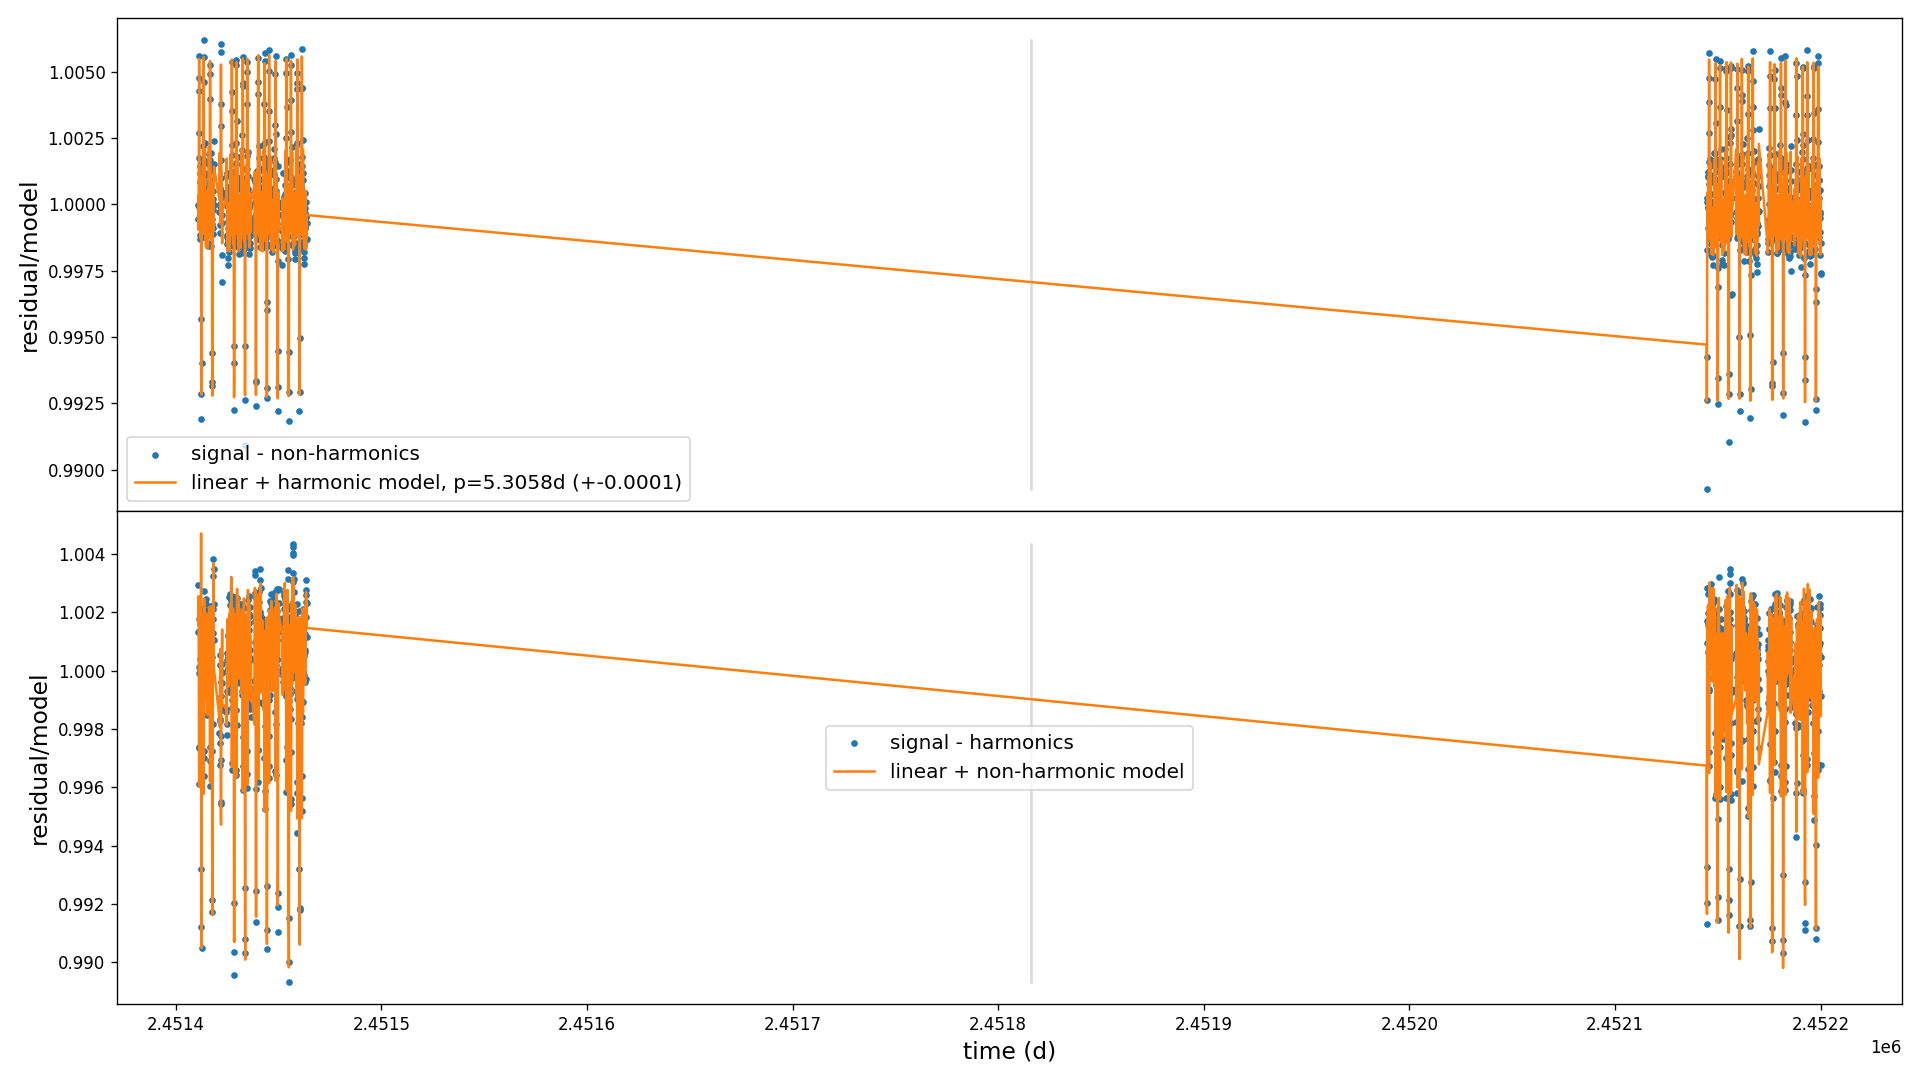 1.0050
1.0025
1.0000
0.9975
0.9950
0.9925
0.9900
residual/model
signal - non-harmonics
linear + harmonic model, p=5.3058d (+-0.0001)
1.004
1.002
1.000
0.998
0.996
0.994
0.992
0.990
residual/model
signal - harmonics
linear + non-harmonic model
2.4514 2.4515 2.4516 2.4517 2.4518 2.4519 2.4520 2.4521 2.4522
1e6
time (d)